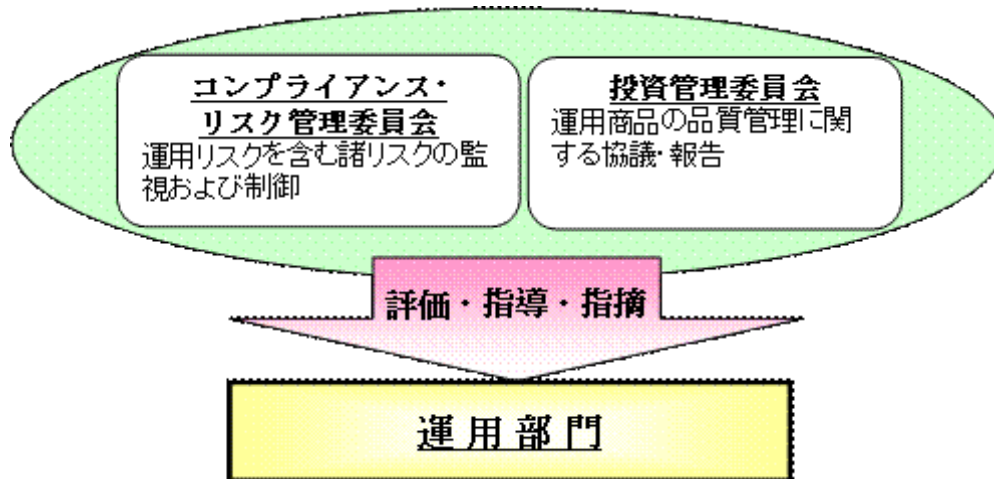 コンプライアンス・
リスク管理委員会
運用リスクを含む諸リスクの監
視および制御
投資管理委員会
運用商品の品質管理に関
する協議・報告
評価・指導・指摘
運用部門